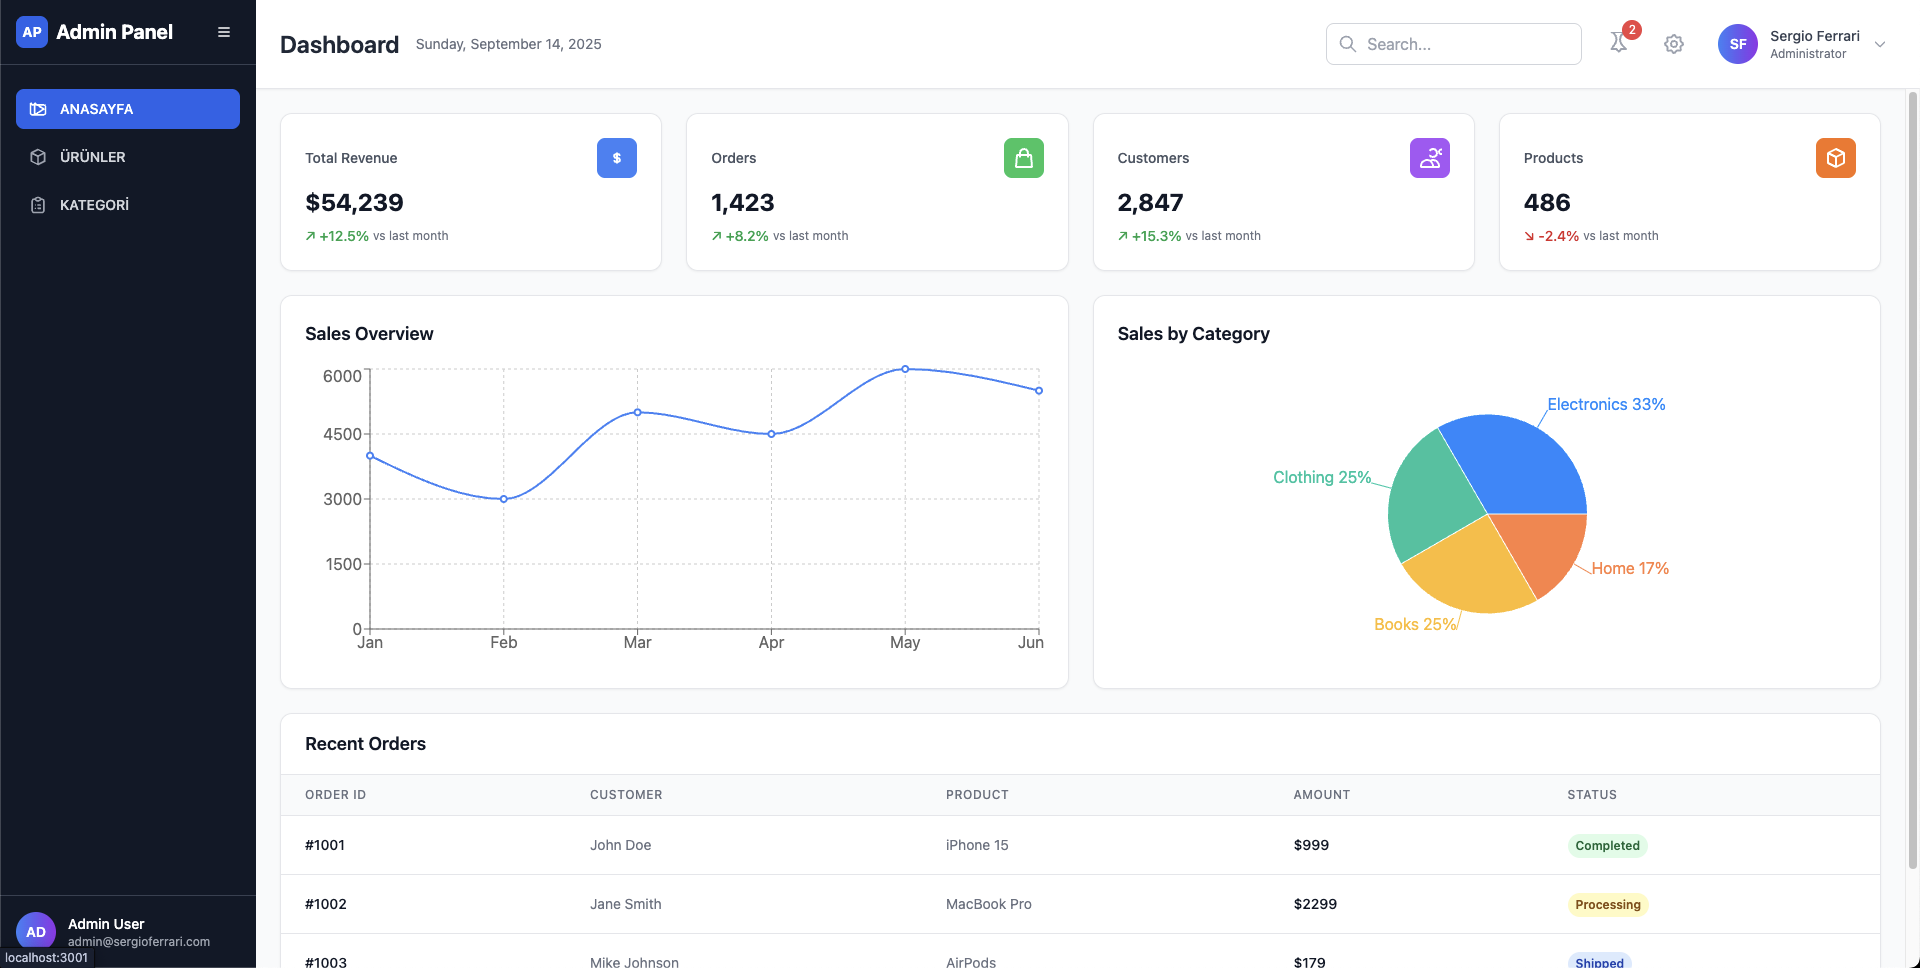 AP Admin Panel
Dashboard Sunday, September 14, 2025
Search...
2
SF
Sergio Ferrari
Administrator
ANASAYFA
ÜRÜNLER
KATEGORİ
Total Revenue
$
$54,239
+12.5% vs last month
Orders
1,423
+8.2% vs last month
Customers
2,847
+15.3% vs last month
Products
486
-2.4% vs last month
Sales Overview
6000
4500
3000
1500
0
Jan Feb Mar Apr May Jun
Sales by Category
Electronics 33%
Clothing 25%
Home 17%
Books 25%
Recent Orders
ORDER ID CUSTOMER PRODUCT AMOUNT STATUS
#1001 John Doe iPhone 15 $999 Completed
#1002 Jane Smith MacBook Pro $2299 Processing
#1003 Mike Johnson AirPods $179 Shipped
AD
Admin User
admin@sergioferrari.com
localhost:3001